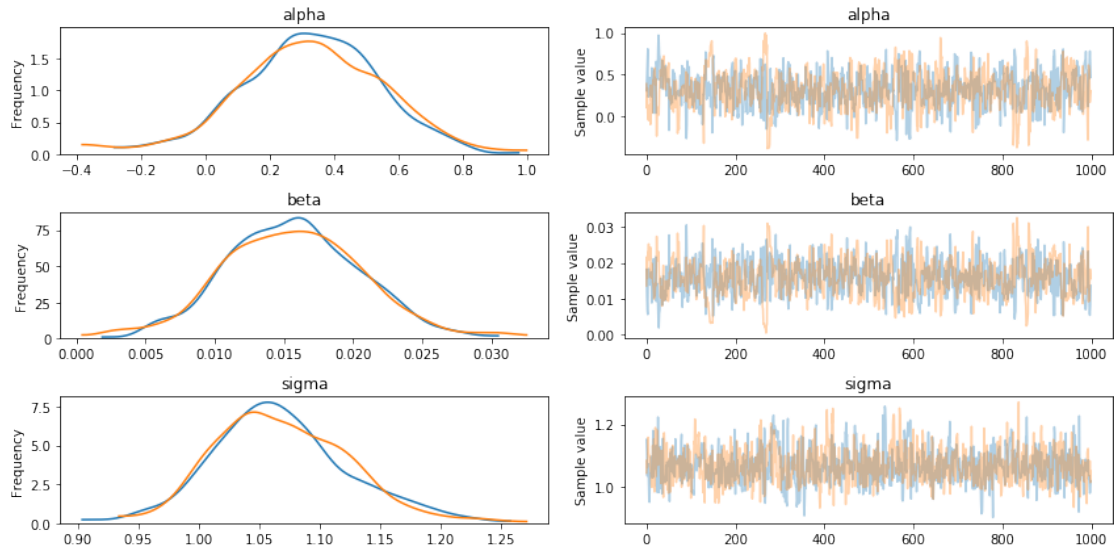 alpha
alpha
Frequency
1.5
1.0
0.5
0.0
−0.4 −0.2 0.0 0.2 0.4 0.6 0.8 1.0
Sample value
1.0
0.5
0.0
0 200 400 600 800 1000
beta
beta
Frequency
75
50
25
0
0.000 0.005 0.010 0.015 0.020 0.025 0.030
Sample value
0.03
0.02
0.01
0.00
0 200 400 600 800 1000
sigma
sigma
Frequency
7.5
5.0
2.5
0.0
0.90 0.95 1.00 1.05 1.10 1.15 1.20 1.25
Sample value
1.2
1.0
0 200 400 600 800 1000